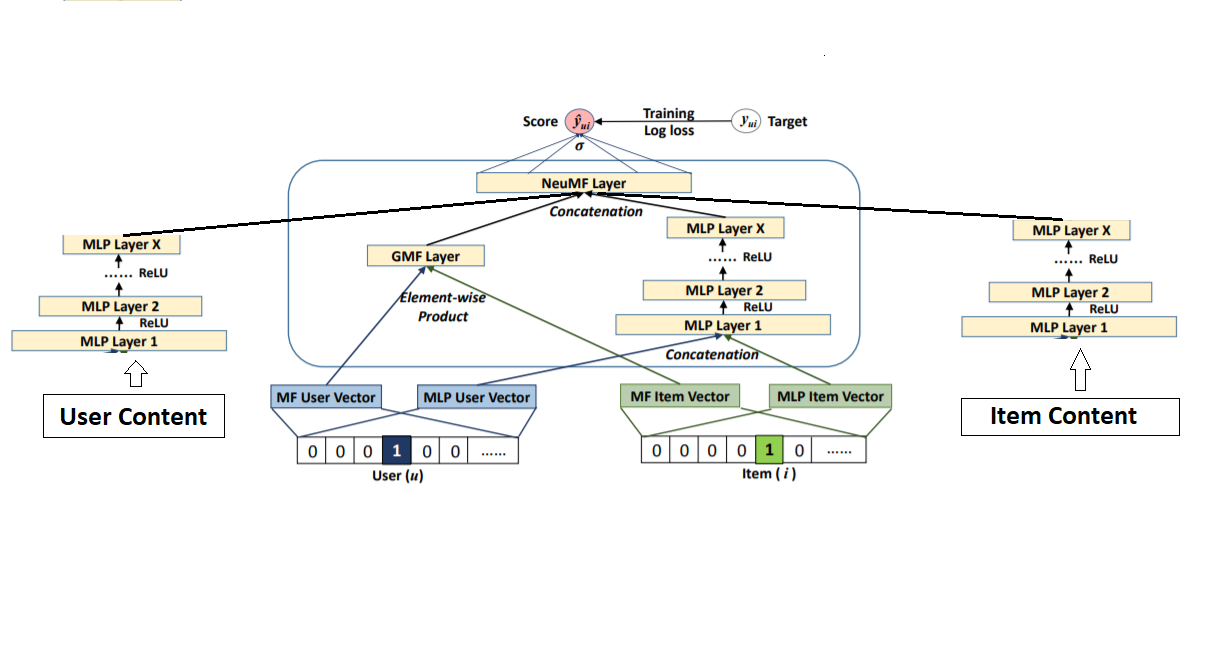 Score ŷui Training yui Target
Log loss
σ
NeuMF Layer
Concatenation
MLP Layer X
...... ReLU
MLP Layer 2
ReLU
MLP Layer 1
User Content
GMF Layer
Element-wise
Product
MLP Layer X
...... ReLU
MLP Layer 2
ReLU
MLP Layer 1
Concatenation
MLP Layer X
...... ReLU
MLP Layer 2
ReLU
MLP Layer 1
Item Content
MF User Vector MLP User Vector
0 0 0 1 0 0 ......
User (u)
MF Item Vector MLP Item Vector
0 0 0 0 1 0 ......
Item ( i )